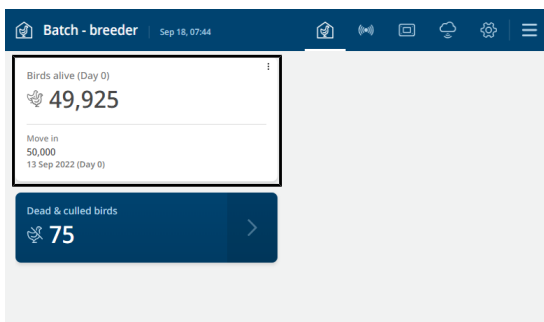 Batch - breeder
Sep 18, 07:44
Birds alive (Day 0)
49,925
Move in
50,000
13 Sep 2022 (Day 0)
Dead & culled birds
75